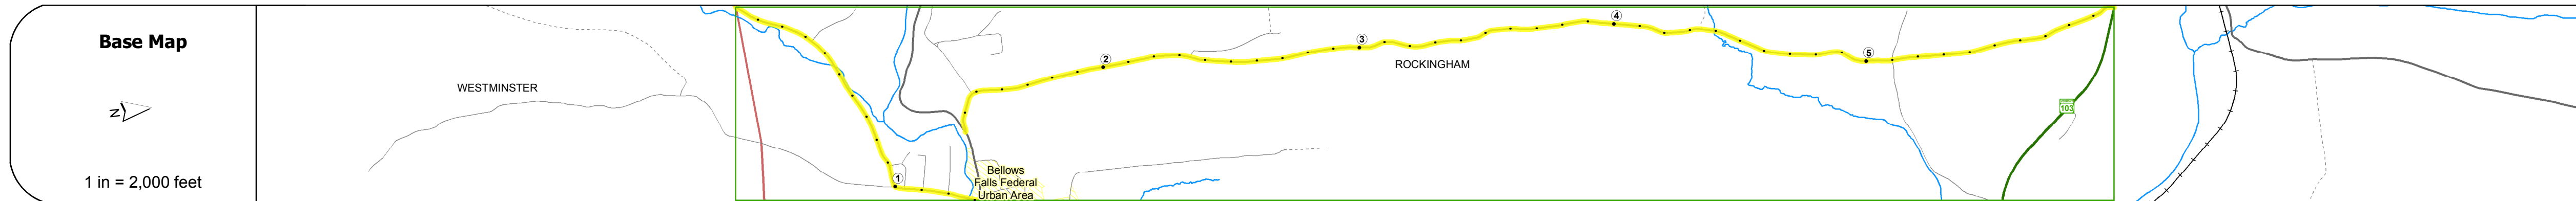 Base Map
N
1 in = 2,000 feet
WESTMINSTER
1
Bellows
Falls Federal
Urban Area
2
3
ROCKINGHAM
4
5
103